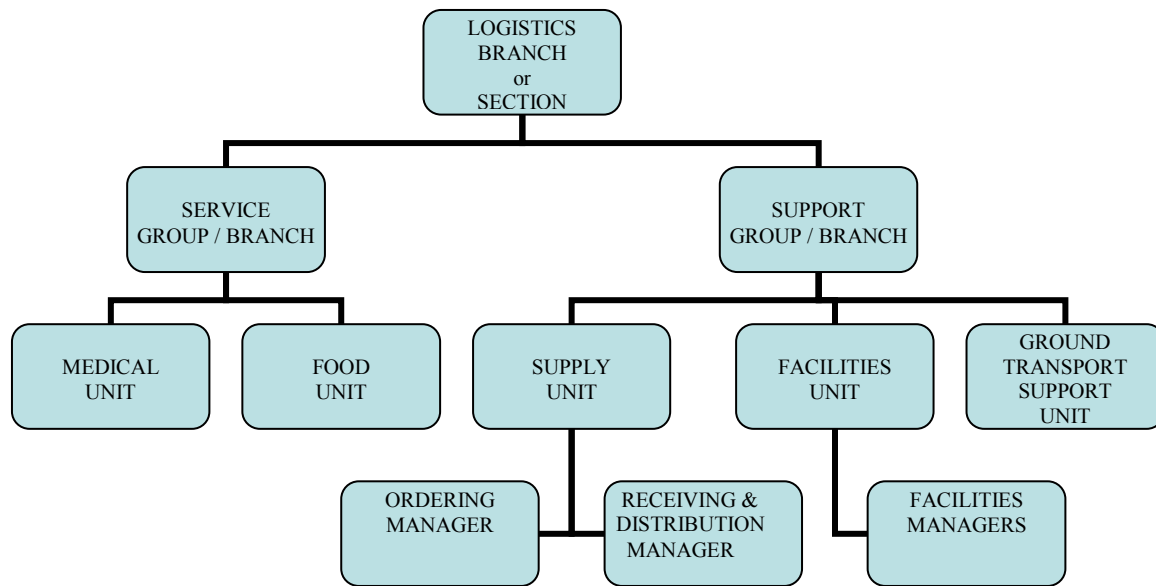 LOGISTICS
BRANCH
or
SECTION
SERVICE
GROUP / BRANCH
SUPPORT
GROUP / BRANCH
MEDICAL
UNIT
FOOD
UNIT
SUPPLY
UNIT
FACILITIES
UNIT
GROUND
TRANSPORT
SUPPORT
UNIT
ORDERING
MANAGER
RECEIVING &
DISTRIBUTION
MANAGER
FACILITIES
MANAGERS